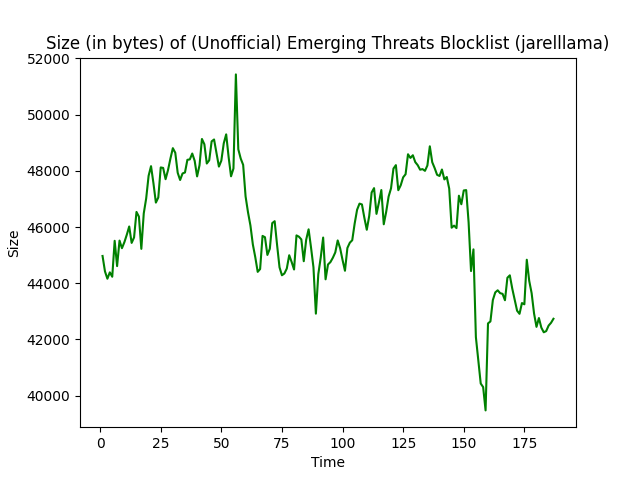 Size (in bytes) of (Unofficial) Emerging Threats Blocklist (jarelllama)
52000
50000
48000
46000
44000
42000
40000
Size
0 25 50 75 100 125 150 175
Time